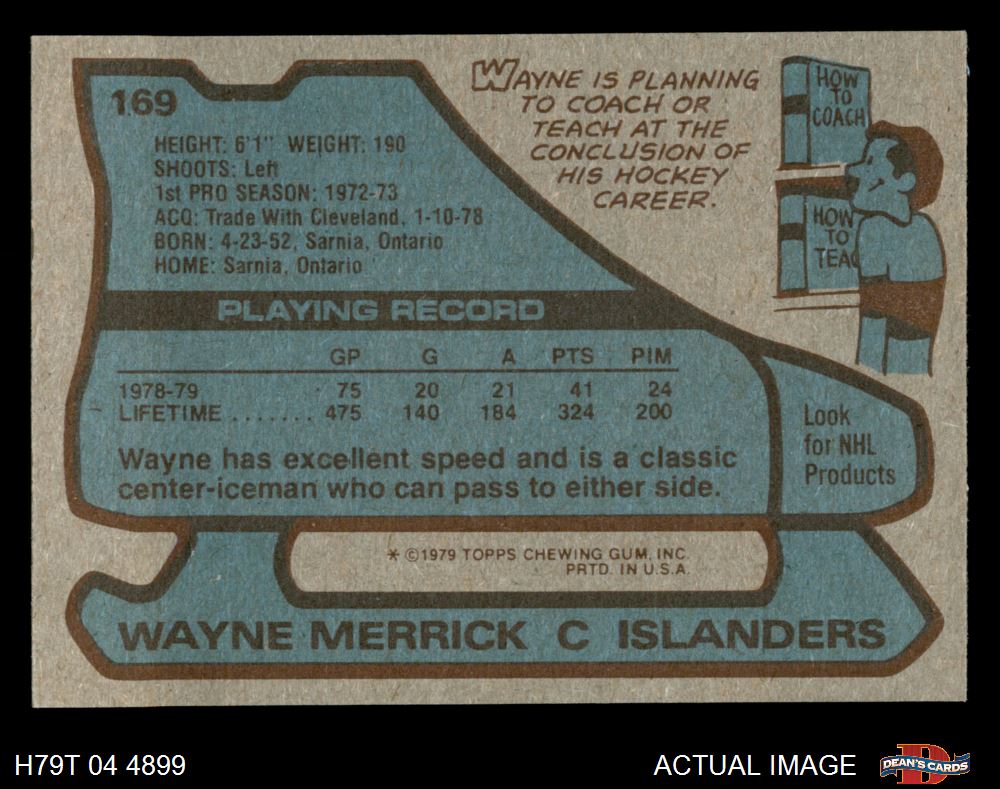 169
HEIGHT: 6'1" WEIGHT: 190
SHOOTS: Left
1st PRO SEASON: 1972-73
ACQ: Trade With Cleveland, 1-10-78
BORN: 4-23-52, Sarnia, Ontario
HOME: Sarnia, Ontario
WAYNE IS PLANNING
TO COACH OR
TEACH AT THE
CONCLUSION OF
HIS HOCKEY
CAREER.
HOW
TO
COACH
HOW
TO
TEAC
PLAYING RECORD
GP G A PTS PIM
1978-79 75 20 21 41 24
LIFETIME ....... 475 140 184 324 200
Wayne has excellent speed and is a classic
center-iceman who can pass to either side.
Look
for NHL
Products
* ©1979 TOPPS CHEWING GUM, INC.
PRTD. IN U.S.A.
WAYNE MERRICK C ISLANDERS
H79T 04 4899
ACTUAL IMAGE
D
DEAN'S CARDS